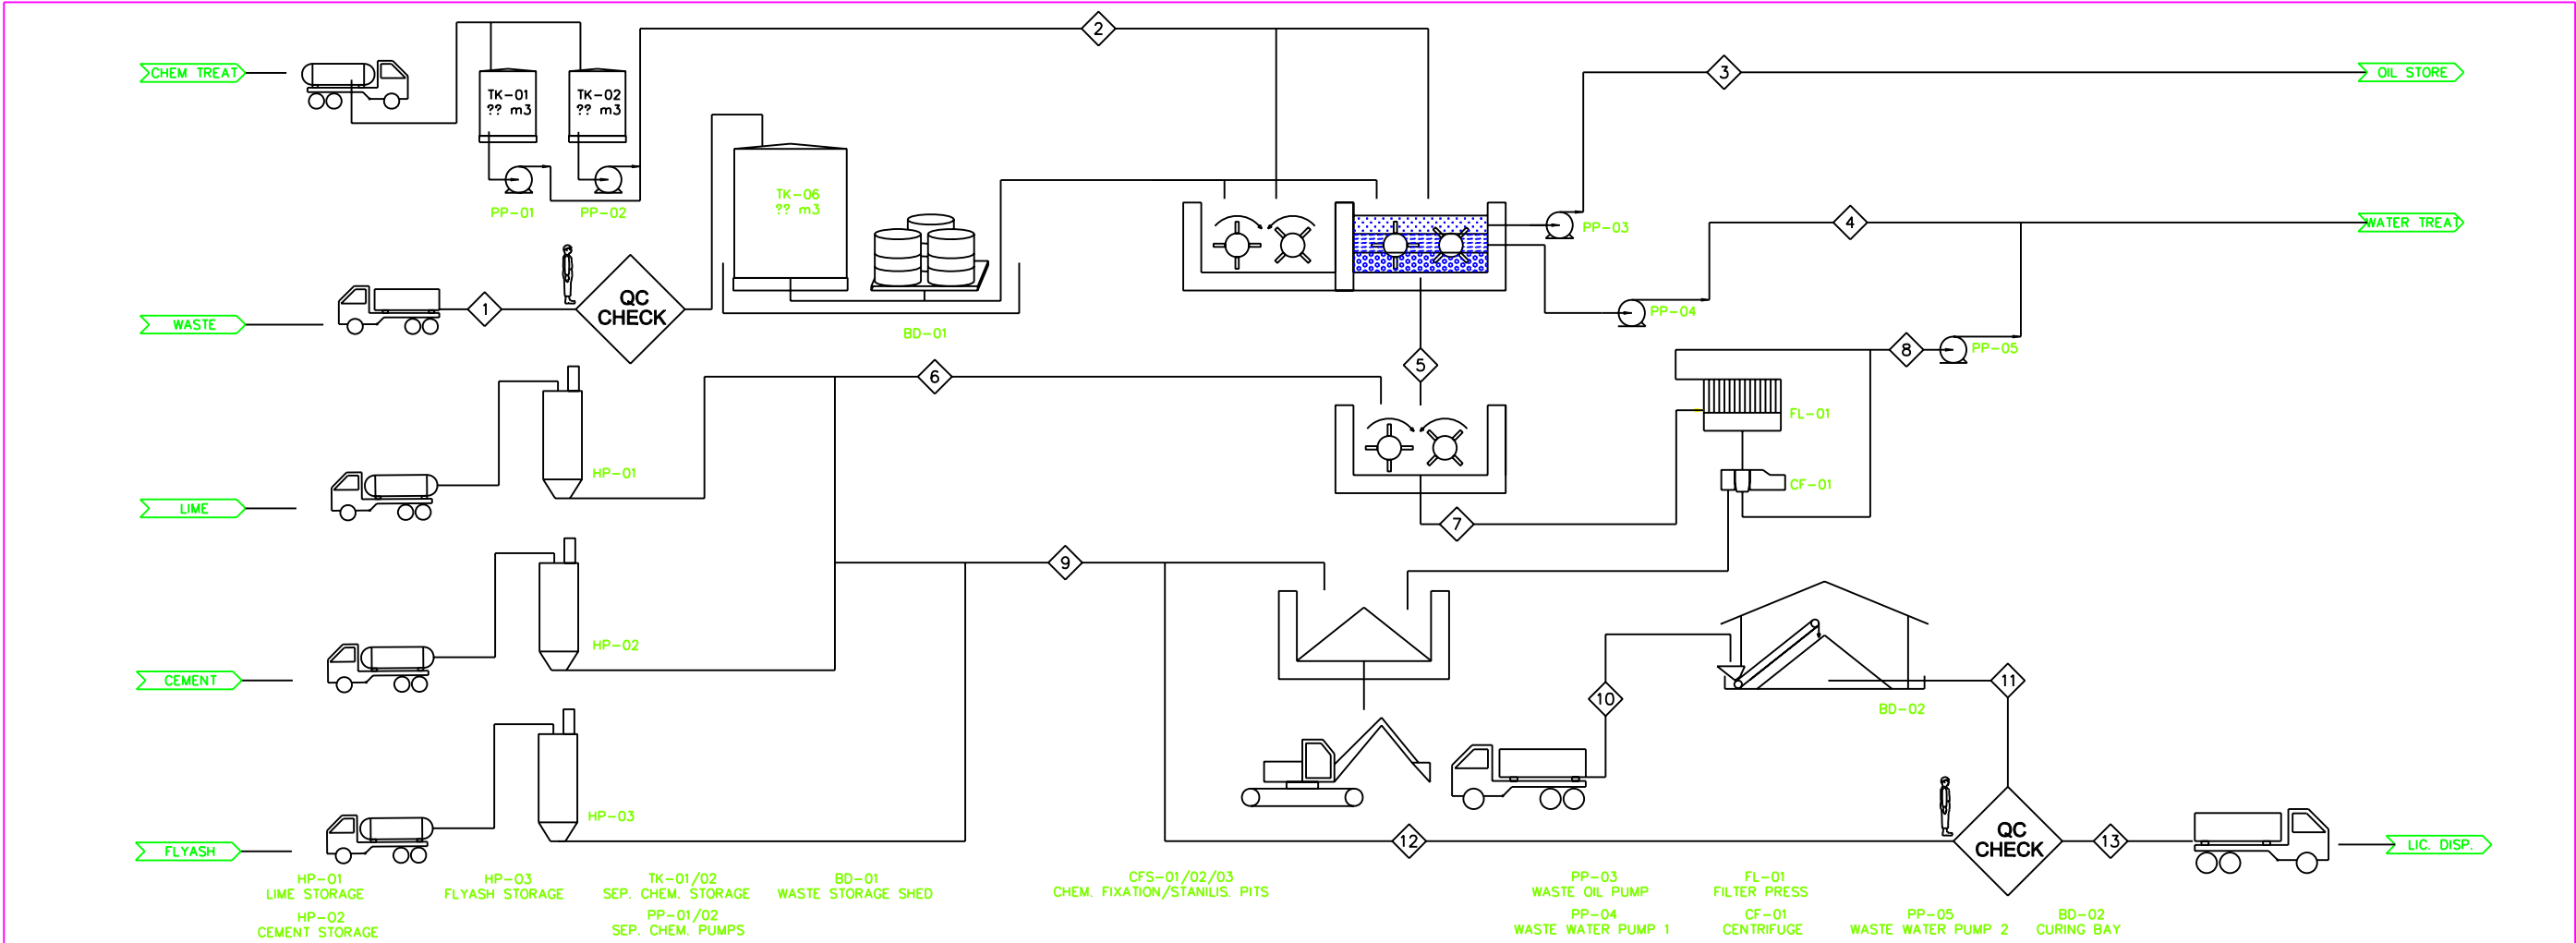 2
CHEM TREAT
3
OIL STORE
TK-01
?? m3
TK-02
?? m3
PP-01
PP-02
TK-06
?? m3
PP-03
4
WATER TREAT
WASTE
1
QC
CHECK
BD-01
PP-04
5
8
PP-05
6
FL-01
HP-01
CF-01
LIME
7
9
HP-02
CEMENT
10
11
BD-02
HP-03
FLYASH
12
QC
CHECK
13
LIC. DISP.
HP-01
LIME STORAGE
HP-02
CEMENT STORAGE
HP-03
FLYASH STORAGE
TK-01/02
SEP. CHEM. STORAGE
PP-01/02
SEP. CHEM. PUMPS
BD-01
WASTE STORAGE SHED
CFS-01/02/03
CHEM. FIXATION/STANILIS. PITS
PP-03
WASTE OIL PUMP
PP-04
WASTE WATER PUMP 1
FL-01
FILTER PRESS
CF-01
CENTRIFUGE
PP-05
WASTE WATER PUMP 2
BD-02
CURING BAY